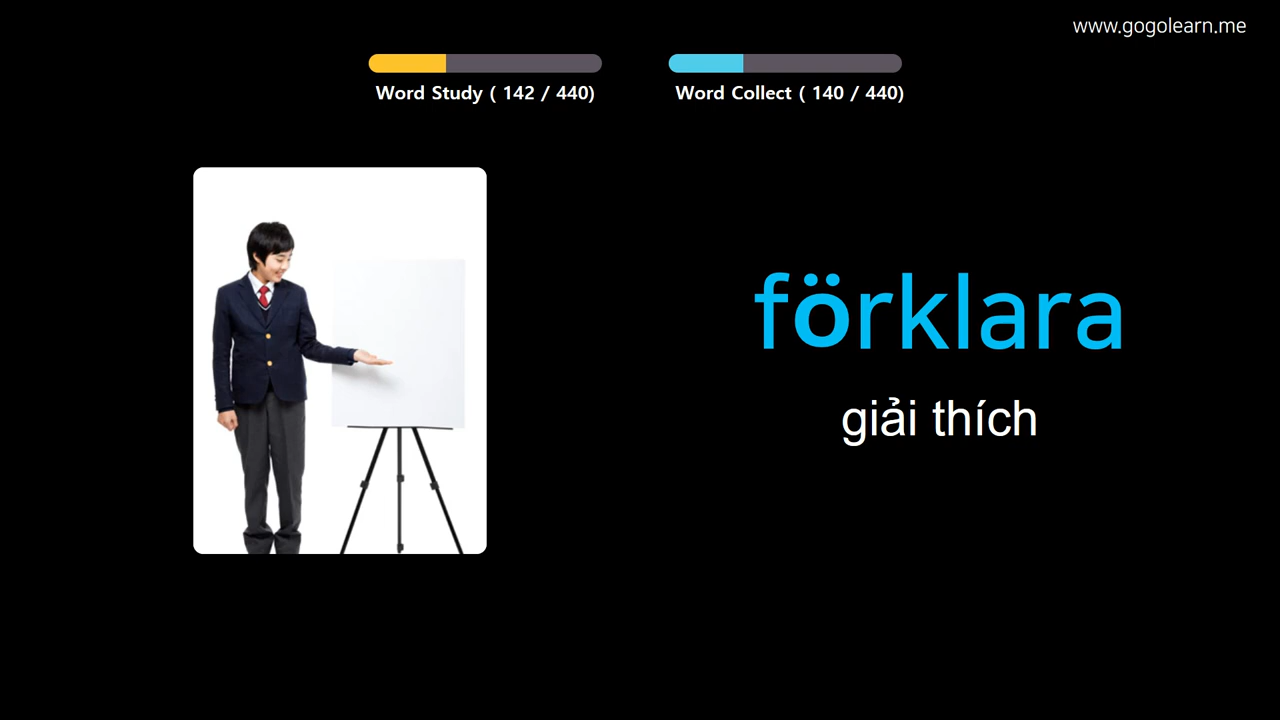 www.gogolearn.me
Word Study ( 142 / 440)
Word Collect ( 140 / 440)
förklara
giải thích